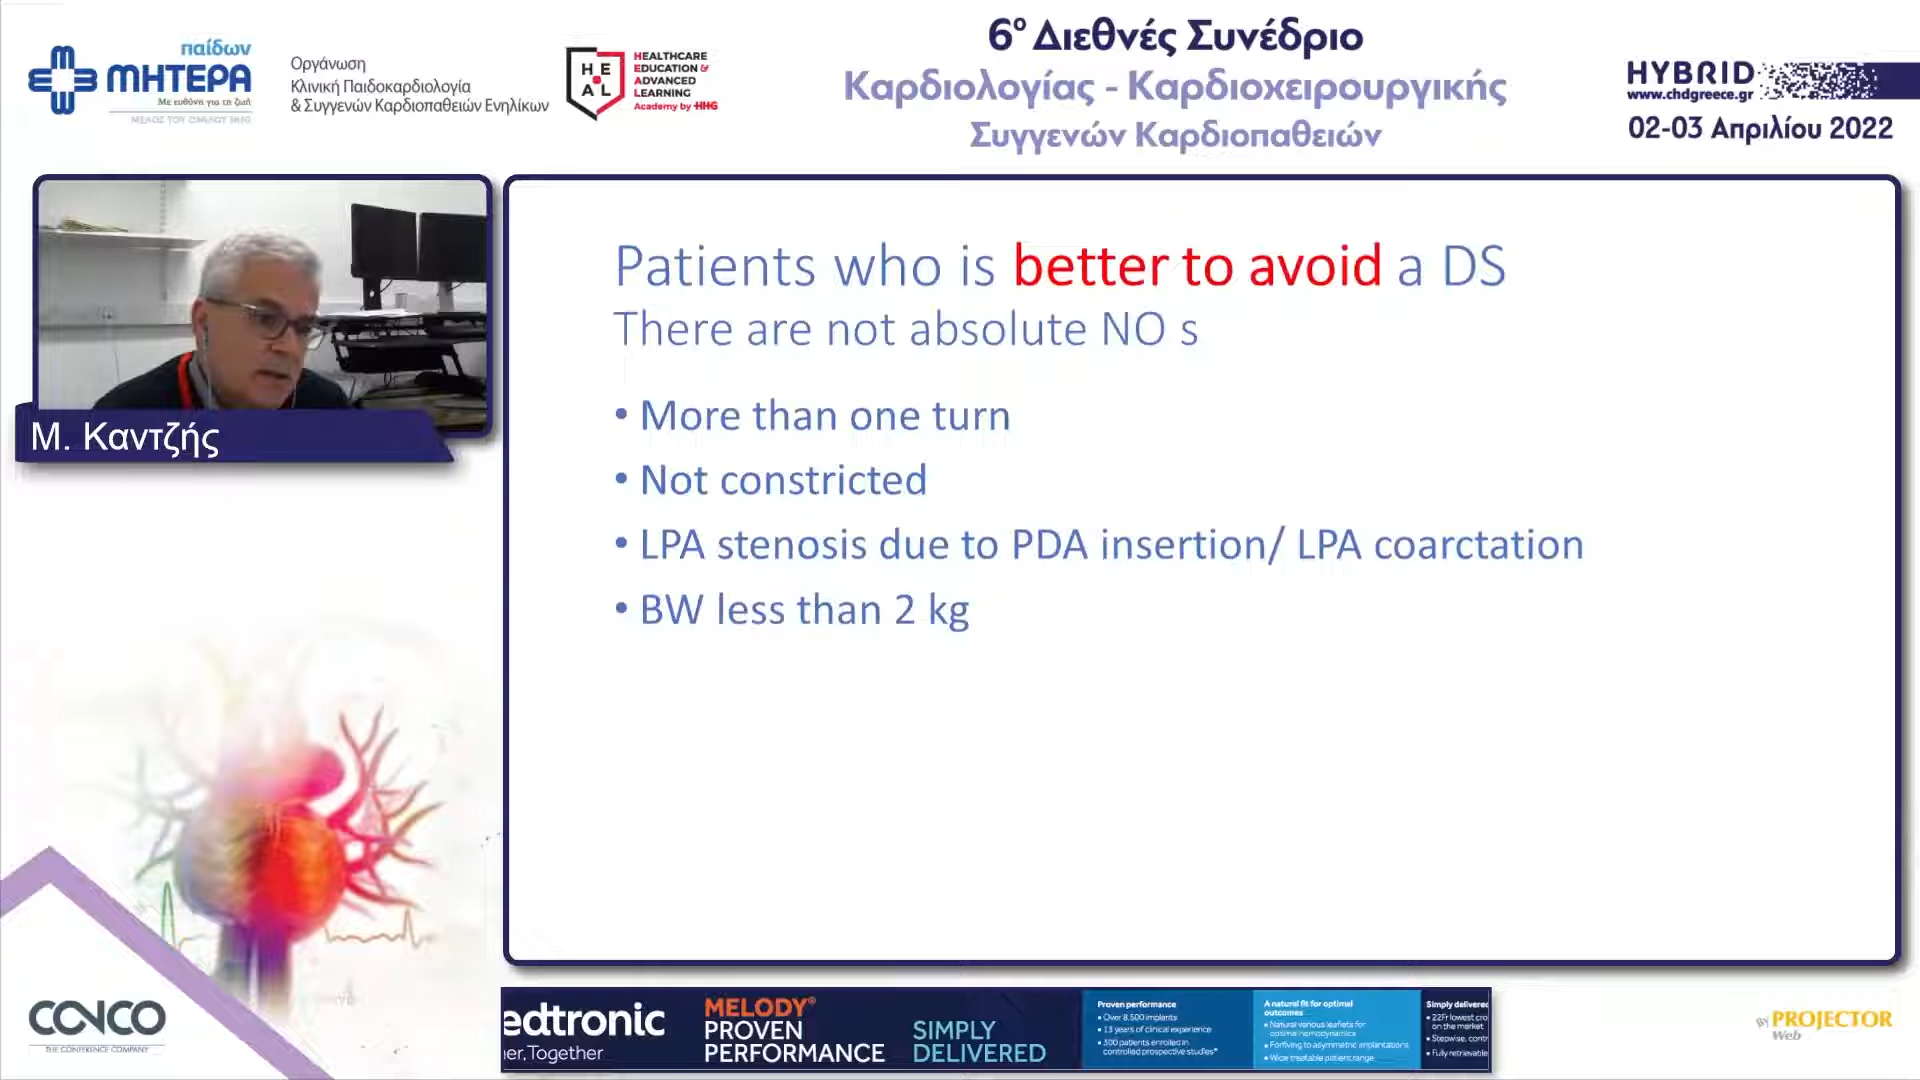 παίδων
ΜΗΤΕΡΑ
Με ευθύνη για τη ζωή
ΜΕΛΟΣ ΤΟΥ ΟΜΙΛΟΥ HHG
Οργάνωση
Κλινική Παιδοκαρδιολογία
& Συγγενών Καρδιοπαθειών Ενηλίκων
HE
AL
HEALTHCARE
EDUCATION &
ADVANCED
LEARNING
Academy by HHG
6ο Διεθνές Συνέδριο
Καρδιολογίας - Καρδιοχειρουργικής
Συγγενών Καρδιοπαθειών
HYBRID
www.chdgreece.gr
02-03 Απριλίου 2022
Μ. Καντζής
Patients who is better to avoid a DS
There are not absolute NO s
• More than one turn
• Not constricted
• LPA stenosis due to PDA insertion/ LPA coarctation
• BW less than 2 kg
CONCO
THE CONFERENCE COMPANY
edtronic
er, Together
MELODY®
PROVEN
PERFORMANCE
SIMPLY
DELIVERED
Proven performance
• Over 8,500 implants
• 13 years of clinical experience
• 300 patients enrolled in
controlled prospective studies*
A natural fit for optimal
outcomes
• Natural venous leaflets for
optimal hemodynamics
• Forgiving to asymmetric implantations
• Wide treatable patient range
Simply delivered
• 22Fr lowest cro
on the market
• Stepwise, contr
• Fully retrievable
By PROJECTOR
Web